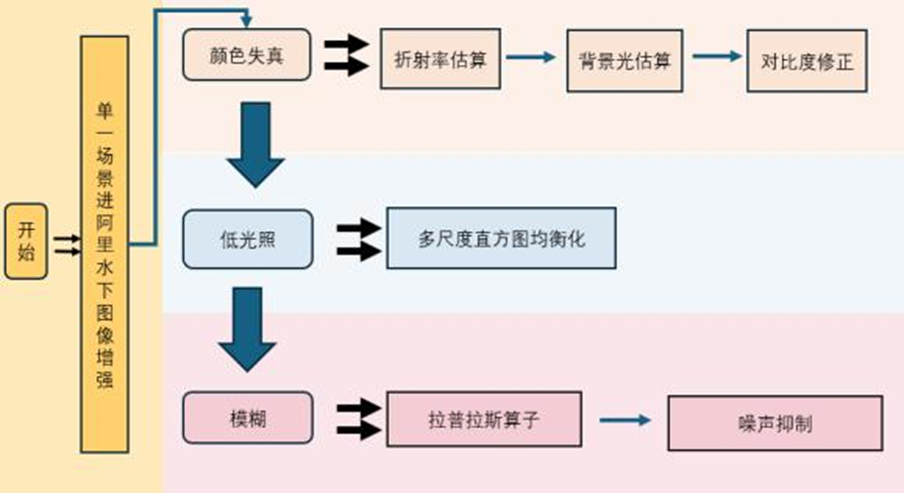 开始
单一场景进阿里水下图像增强
颜色失真
折射率估算
背景光估算
对比度修正
低光照
多尺度直方图均衡化
模糊
拉普拉斯算子
噪声抑制